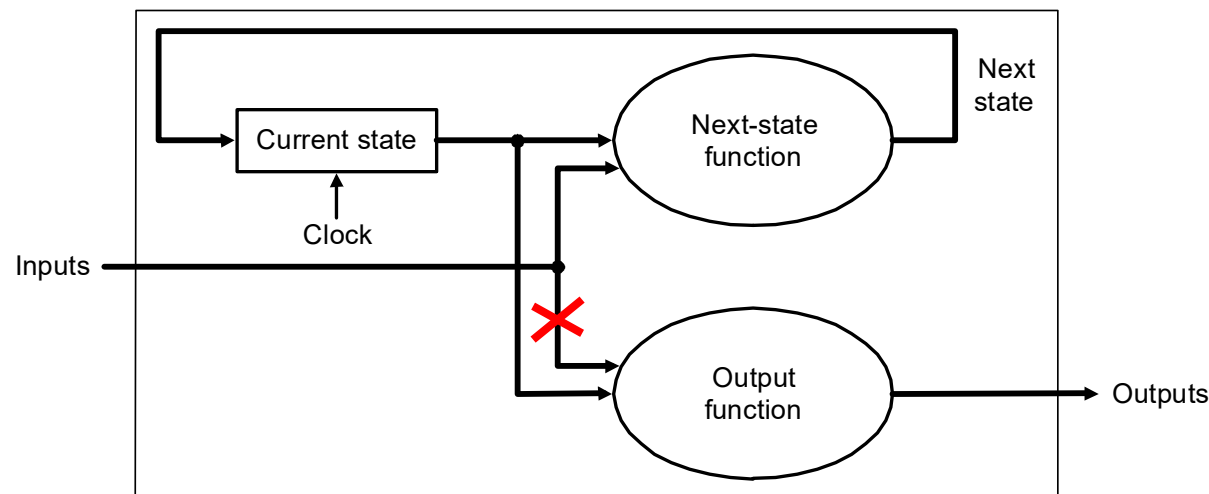 Next
state
Next-state
function
Current state
Clock
Inputs
Output
function
Outputs